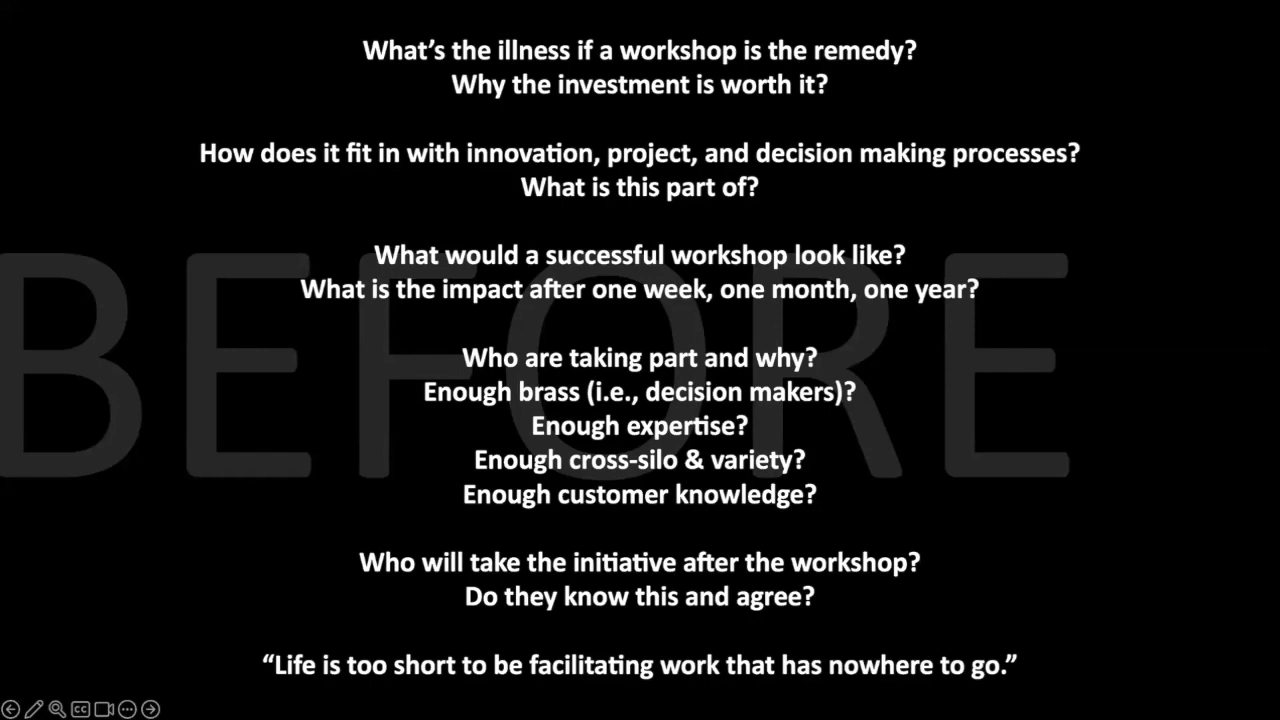 What's the illness if a workshop is the remedy?
Why the investment is worth it?
How does it fit in with innovation, project, and decision making processes?
What is this part of?
What would a successful workshop look like?
What is the impact after one week, one month, one year?
BEFORE
Who are taking part and why?
Enough brass (i.e., decision makers)?
Enough expertise?
Enough cross-silo & variety?
Enough customer knowledge?
Who will take the initiative after the workshop?
Do they know this and agree?
“Life is too short to be facilitating work that has nowhere to go.”
CC